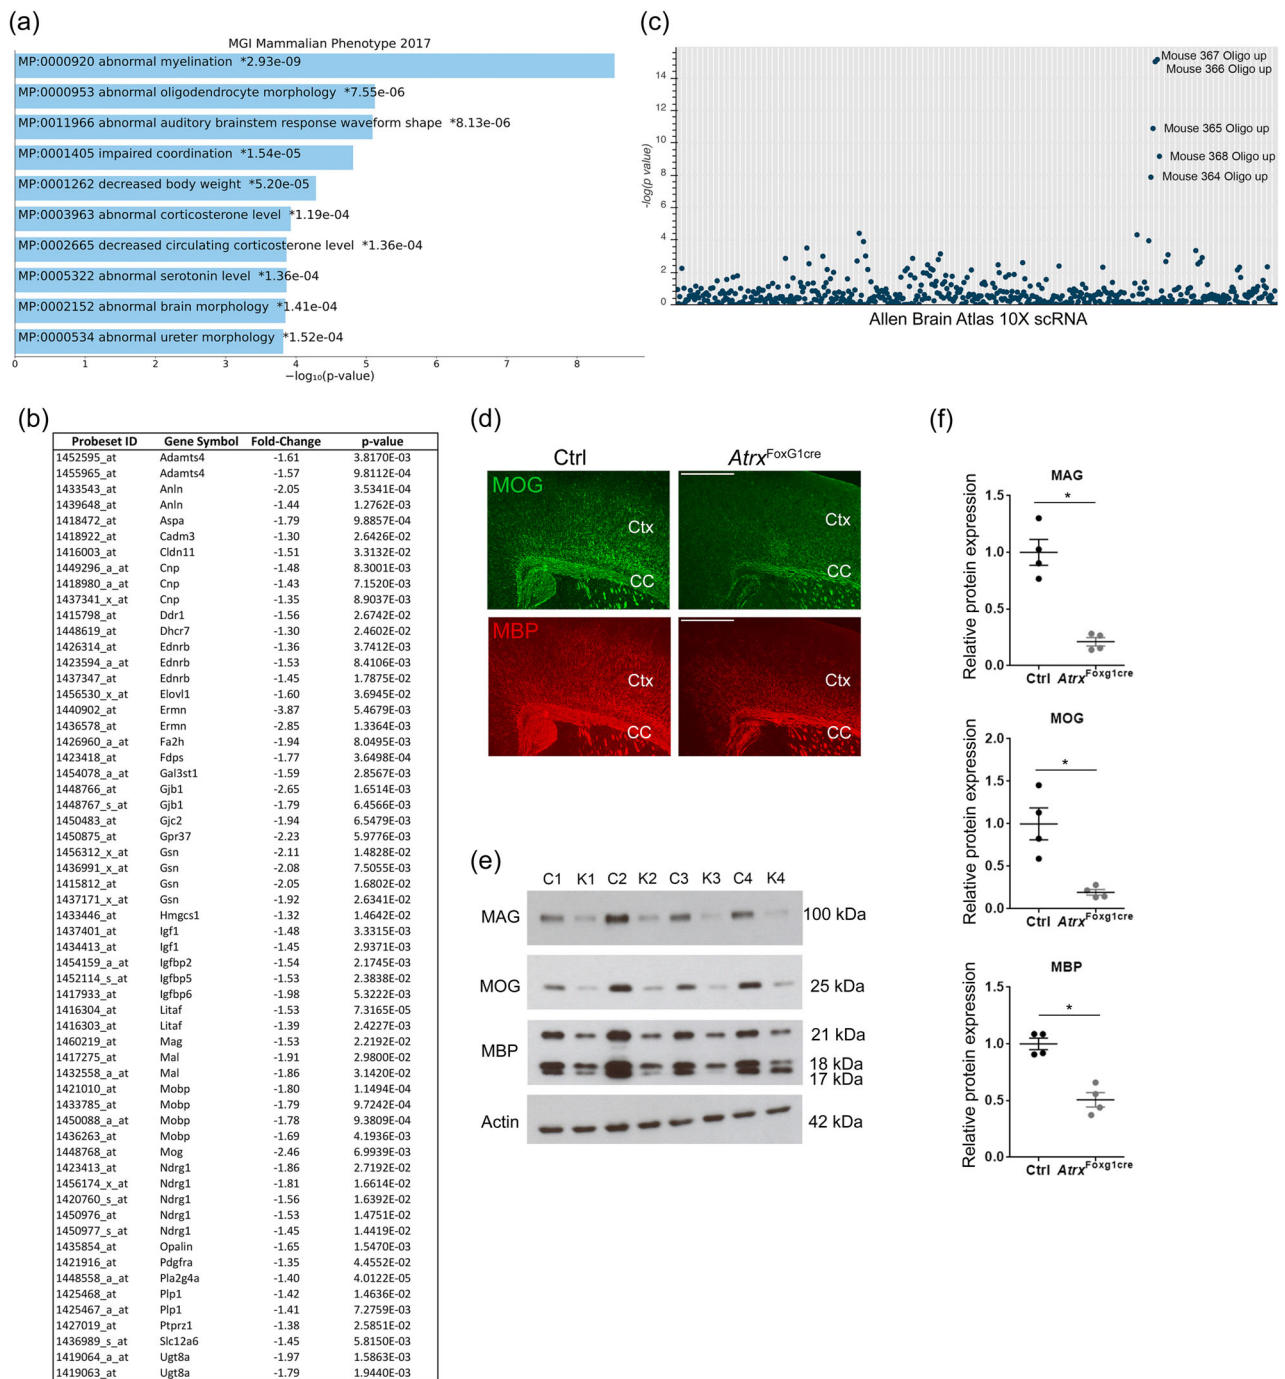 (a)
MGI Mammalian Phenotype 2017
MP:0000920 abnormal myelination *2.93e-09
MP:0000953 abnormal oligodendrocyte morphology *7.55e-06
MP:0011966 abnormal auditory brainstem response waveform shape *8.13e-06
MP:0001405 impaired coordination *1.54e-05
MP:0001262 decreased body weight *5.20e-05
MP:0003963 abnormal corticosterone level *1.19e-04
MP:0002665 decreased circulating corticosterone level *1.36e-04
MP:0005322 abnormal serotonin level *1.36e-04
MP:0002152 abnormal brain morphology *1.41e-04
MP:0000534 abnormal ureter morphology *1.52e-04
0 1 2 3 4 5 6 7 8
−log₁₀(p-value)
(c)
-log(p value)
14
12
10
8
6
4
2
0
Mouse 367 Oligo up
Mouse 366 Oligo up
Mouse 365 Oligo up
Mouse 368 Oligo up
Mouse 364 Oligo up
Allen Brain Atlas 10X scRNA
(b)
Probeset ID Gene Symbol Fold-Change p-value
1452595_at Adamts4 -1.61 3.8170E-03
1455965_at Adamts4 -1.57 9.8112E-04
1433543_at Anln -2.05 3.5341E-04
1439648_at Anln -1.44 1.2762E-03
1418472_at Aspa -1.79 9.8857E-04
1418922_at Cadm3 -1.30 2.6426E-02
1416003_at Cldn11 -1.51 3.3132E-02
1449296_a_at Cnp -1.48 8.3001E-03
1418980_a_at Cnp -1.43 7.1520E-03
1437341_x_at Cnp -1.35 8.9037E-03
1415798_at Ddr1 -1.56 2.6742E-02
1448619_at Dhcr7 -1.30 2.4602E-02
1426314_at Ednrb -1.36 3.7412E-03
1423594_a_at Ednrb -1.53 8.4106E-03
1437347_at Ednrb -1.45 1.7875E-02
1456530_x_at Elovl1 -1.60 3.6945E-02
1440902_at Ermn -3.87 5.4679E-03
1436578_at Ermn -2.85 1.3364E-02
1426960_a_at Fa2h -1.94 8.0495E-03
1423418_at Fdps -1.77 3.6498E-04
1454078_a_at Gal3st1 -1.59 2.8567E-03
1448766_at Gjb1 -2.65 1.6514E-03
1448767_s_at Gjb1 -1.79 6.4566E-03
1450483_at Gjc2 -1.94 6.5479E-03
1450875_at Gpr37 -2.23 5.9776E-03
1456312_x_at Gsn -2.11 1.4828E-02
1436991_x_at Gsn -2.08 7.5055E-03
1415812_at Gsn -2.05 1.6802E-02
1437171_x_at Gsn -1.92 2.6341E-02
1433446_at Hmgcs1 -1.32 1.4642E-02
1437401_at Igf1 -1.48 3.3315E-03
1434413_at Igf1 -1.45 2.9371E-03
1454159_a_at Igfbp2 -1.54 2.1745E-03
1452114_s_at Igfbp5 -1.53 2.3838E-02
1417933_at Igfbp6 -1.98 5.3222E-03
1416304_at Litaf -1.53 7.3165E-05
1416303_at Litaf -1.39 2.4227E-03
1460219_at Mag -1.53 2.2192E-02
1417275_at Mal -1.91 2.9800E-02
1432558_a_at Mal -1.86 3.1420E-02
1421010_at Mobp -1.80 1.1494E-04
1433785_at Mobp -1.79 9.7242E-04
1450088_a_at Mobp -1.78 9.3809E-04
1436263_at Mobp -1.69 4.1936E-03
1448768_at Mog -2.46 6.9939E-03
1423413_at Ndrg1 -1.86 2.7192E-02
1456174_x_at Ndrg1 -1.81 1.6614E-02
1420760_s_at Ndrg1 -1.56 1.6392E-02
1450976_at Ndrg1 -1.53 1.4751E-02
1450977_s_at Ndrg1 -1.45 1.4419E-02
1435854_at Opalin -1.65 1.5470E-03
1421916_at Pdgfra -1.35 4.4552E-02
1448558_a_at Pla2g4a -1.40 4.0122E-05
1425468_at Plp1 -1.42 1.4636E-02
1425467_a_at Plp1 -1.41 7.2759E-03
1427019_at Ptprz1 -1.38 2.5851E-02
1436989_s_at Slc12a6 -1.45 5.8150E-03
1419064_a_at Ugt8a -1.97 1.5863E-03
1419063_at Ugt8a -1.79 1.9440E-03
(d)
Ctrl AtrxFoxG1cre
MOG
Ctx
CC
Ctx
CC
MBP
Ctx
CC
Ctx
CC
(e)
C1 K1 C2 K2 C3 K3 C4 K4
MAG 100 kDa
MOG 25 kDa
MBP 21 kDa
18 kDa
17 kDa
Actin 42 kDa
(f)
MAG
Relative protein expression
1.5
1.0
0.5
0.0
*
Ctrl AtrxFoxg1cre
MOG
Relative protein expression
2.0
1.5
1.0
0.5
0.0
*
Ctrl AtrxFoxg1cre
MBP
Relative protein expression
1.5
1.0
0.5
0.0
*
Ctrl AtrxFoxg1cre